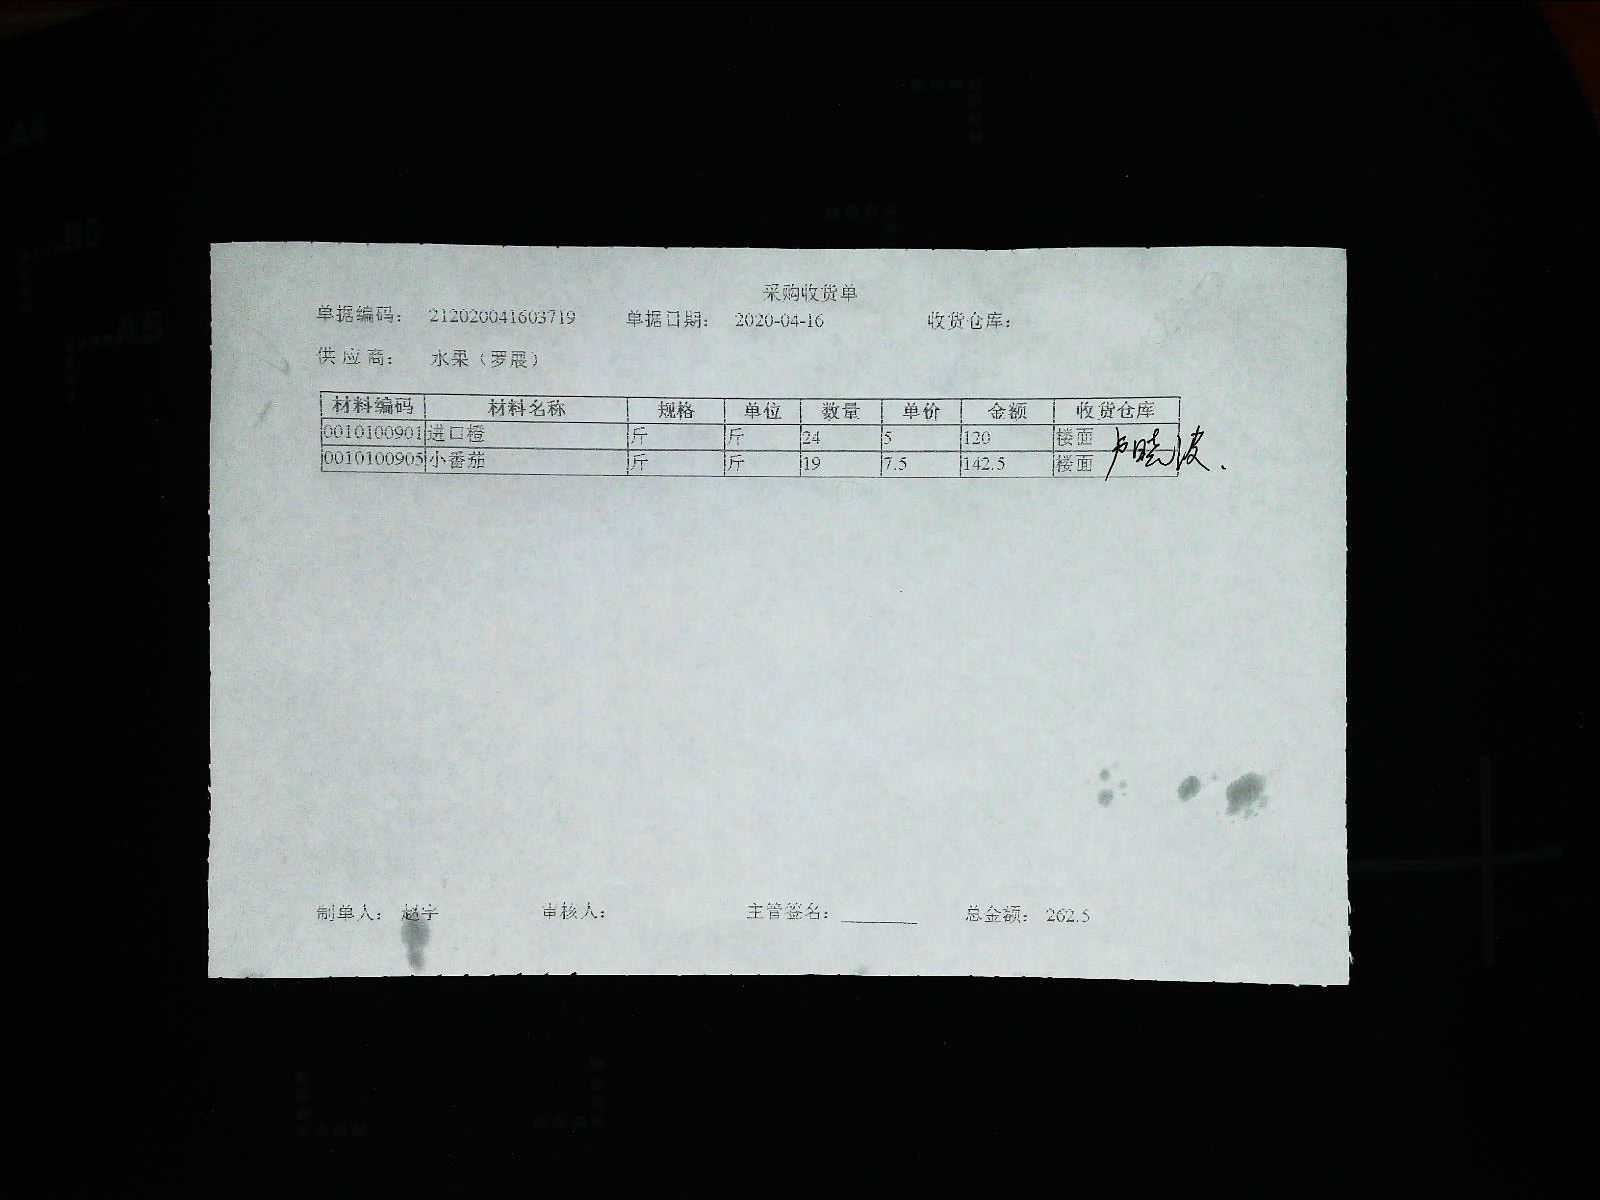 采购收货单
单据编码： 212020041603719 单据日期： 2020-04-16 收货仓库：
供应商： 水果（罗晨）
材料编码 材料名称 规格 单位 数量 单价 金额 收货仓库
0010100901 进口橙 斤 斤 24 5 120 楼面
0010100905 小番茄 斤 斤 19 7.5 142.5 楼面
卢晓波.
制单人： 赵宇 审核人： 主管签名： 总金额： 262.5
A4
B5
A5